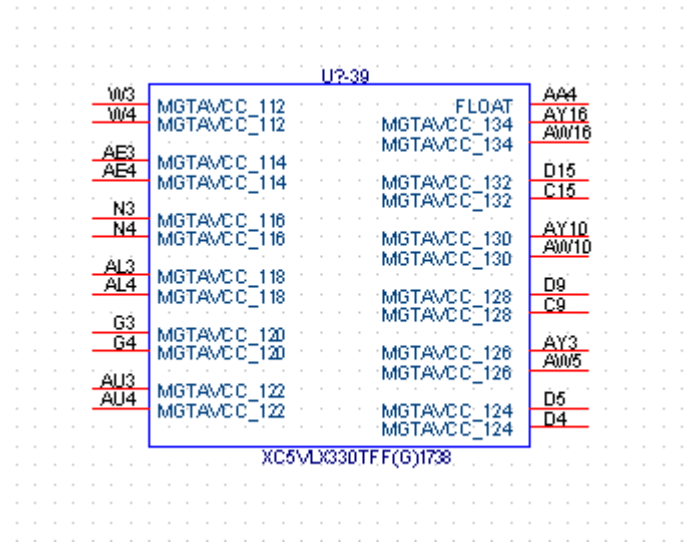 U?-39
W3 MGTAVCC_112 FLOAT AA4
W4 MGTAVCC_112 MGTAVCC_134 AY16
MGTAVCC_134 AW16
AE3 MGTAVCC_114
AE4 MGTAVCC_114 MGTAVCC_132 D15
MGTAVCC_132 C15
N3 MGTAVCC_116
N4 MGTAVCC_116 MGTAVCC_130 AY10
MGTAVCC_130 AW10
AL3 MGTAVCC_118
AL4 MGTAVCC_118 MGTAVCC_128 D9
MGTAVCC_128 C9
G3 MGTAVCC_120
G4 MGTAVCC_120 MGTAVCC_126 AY3
MGTAVCC_126 AW5
AU3 MGTAVCC_122
AU4 MGTAVCC_122 MGTAVCC_124 D5
MGTAVCC_124 D4
XC5VLX330TFF(G)1738